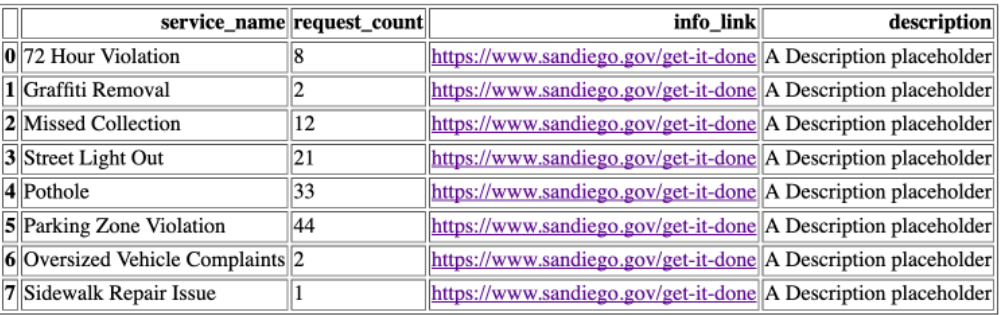 service_name request_count info_link description
0 72 Hour Violation 8 https://www.sandiego.gov/get-it-done A Description placeholder
1 Graffiti Removal 2 https://www.sandiego.gov/get-it-done A Description placeholder
2 Missed Collection 12 https://www.sandiego.gov/get-it-done A Description placeholder
3 Street Light Out 21 https://www.sandiego.gov/get-it-done A Description placeholder
4 Pothole 33 https://www.sandiego.gov/get-it-done A Description placeholder
5 Parking Zone Violation 44 https://www.sandiego.gov/get-it-done A Description placeholder
6 Oversized Vehicle Complaints 2 https://www.sandiego.gov/get-it-done A Description placeholder
7 Sidewalk Repair Issue 1 https://www.sandiego.gov/get-it-done A Description placeholder